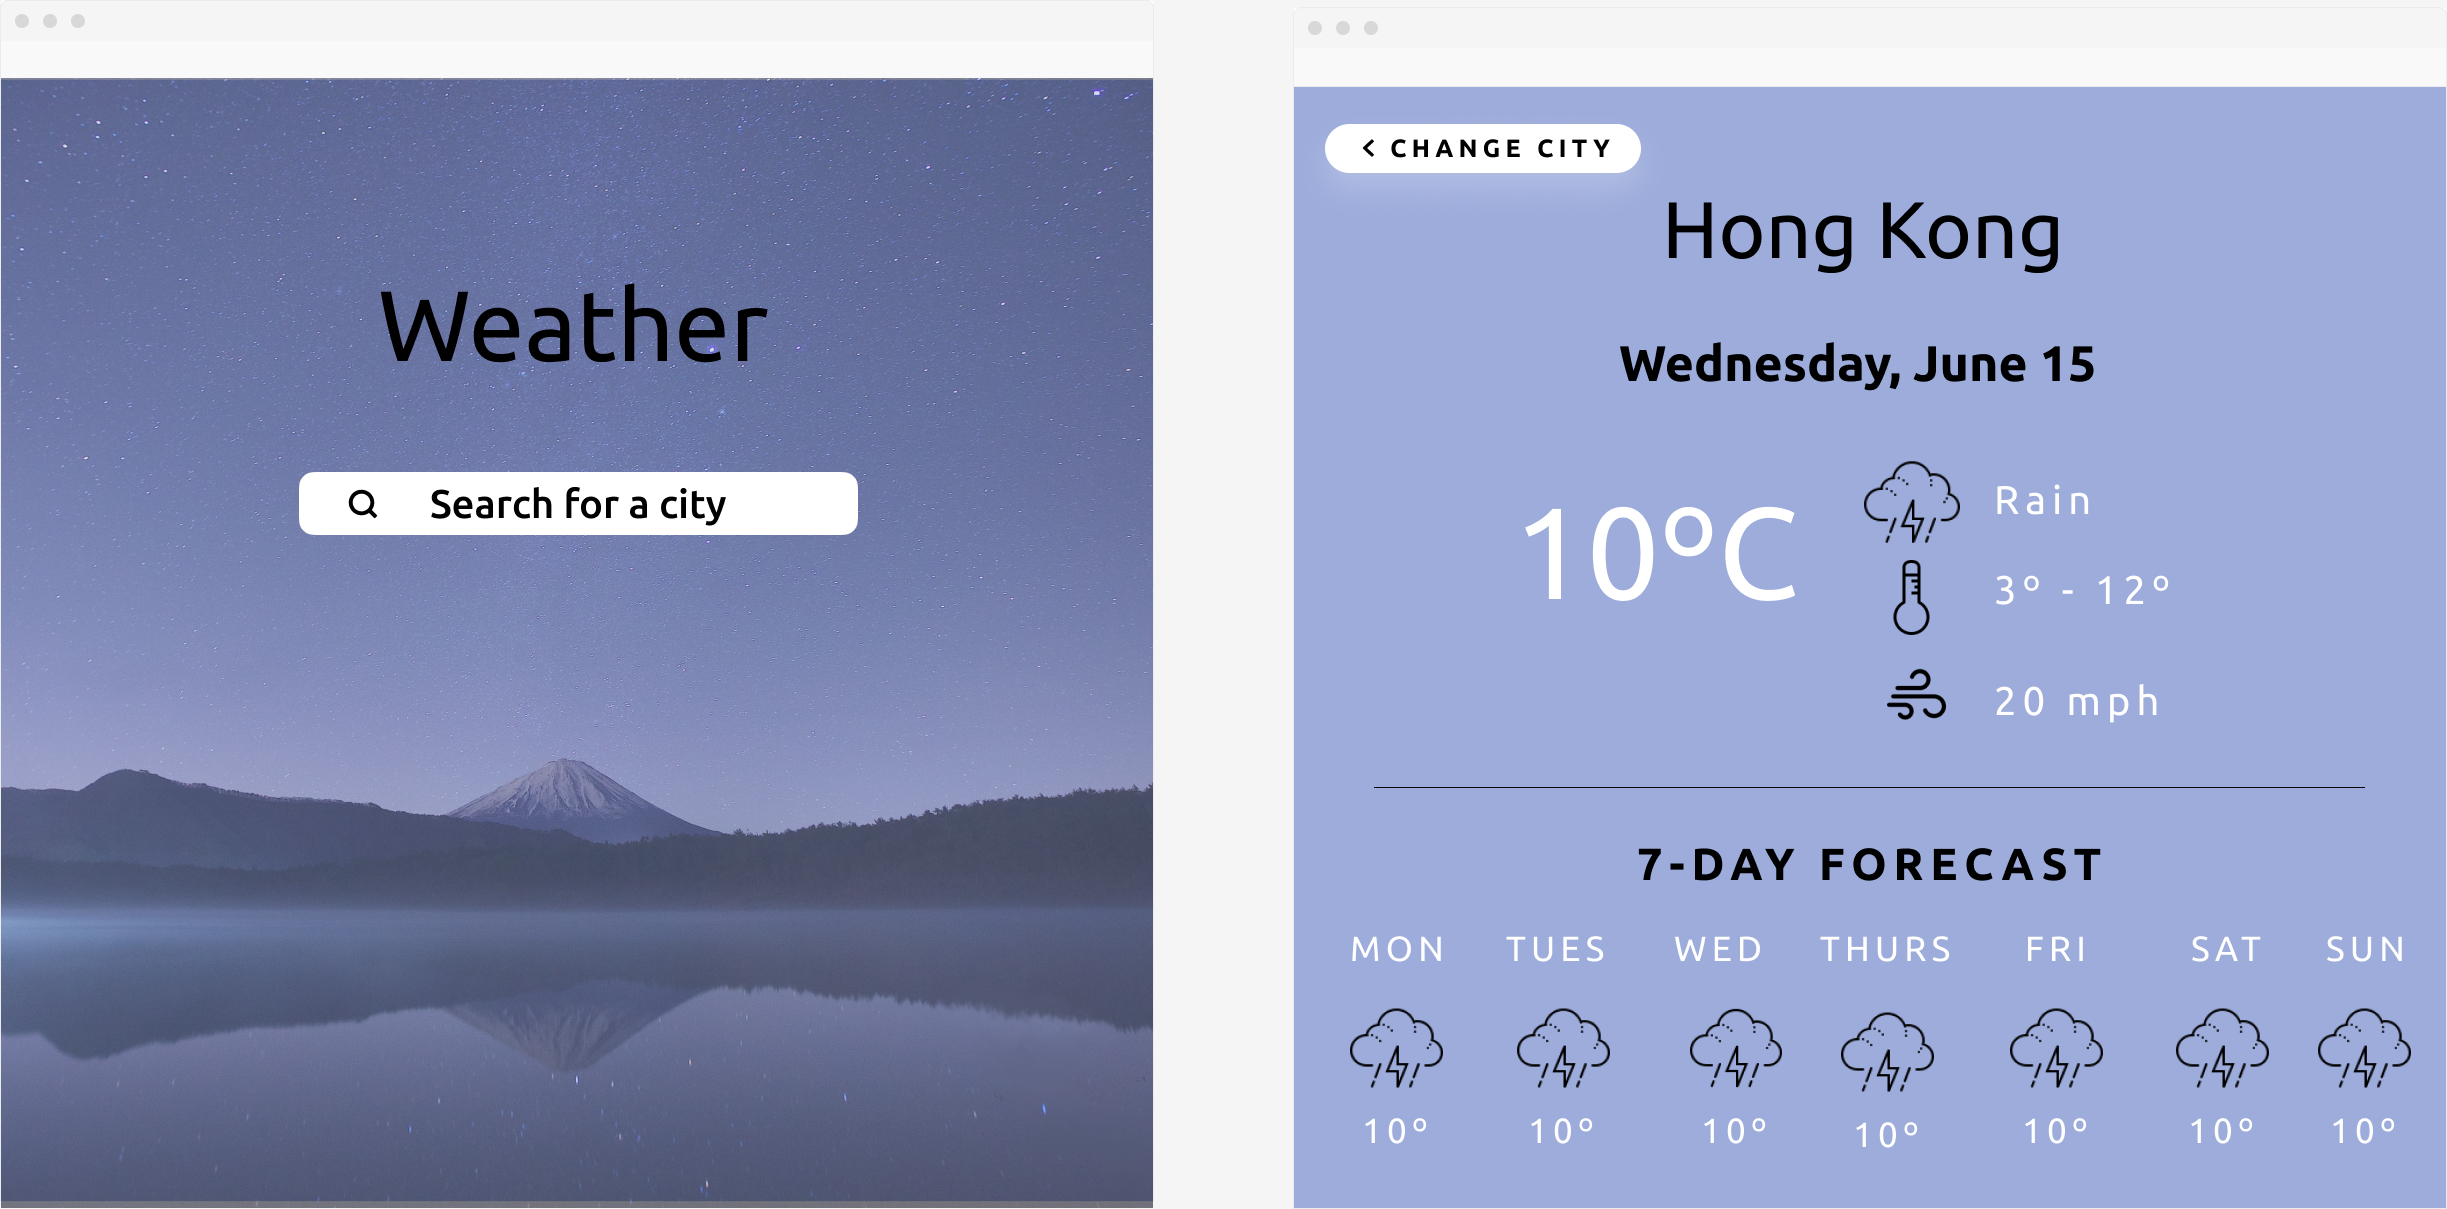 Weather
Search for a city
< CHANGE CITY
Hong Kong
Wednesday, June 15
10°C
Rain
3° - 12°
20 mph
7-DAY FORECAST
MON TUES WED THURS FRI SAT SUN
10° 10° 10° 10° 10° 10° 10°